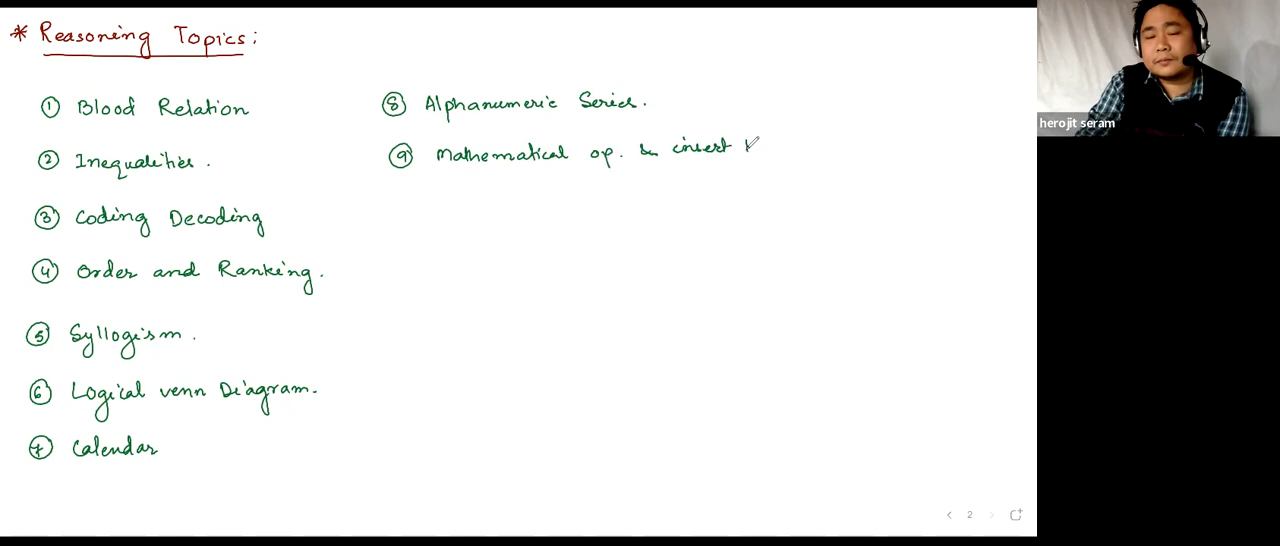 * Reasoning Topics:
① Blood Relation
② Inequalities.
③ Coding Decoding
④ Order and Ranking.
⑤ Syllogism.
⑥ Logical venn Diagram.
⑦ Calendar
⑧ Alphanumeric Series.
⑨ Mathematical op. & insert
herojit seram
2